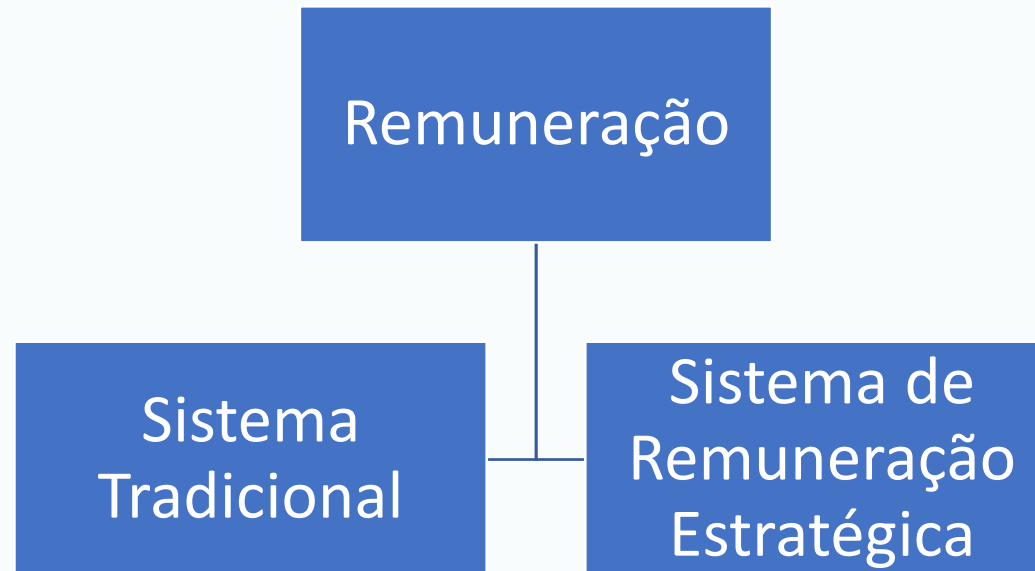 Remuneração
Sistema
Tradicional
Sistema de
Remuneração
Estratégica